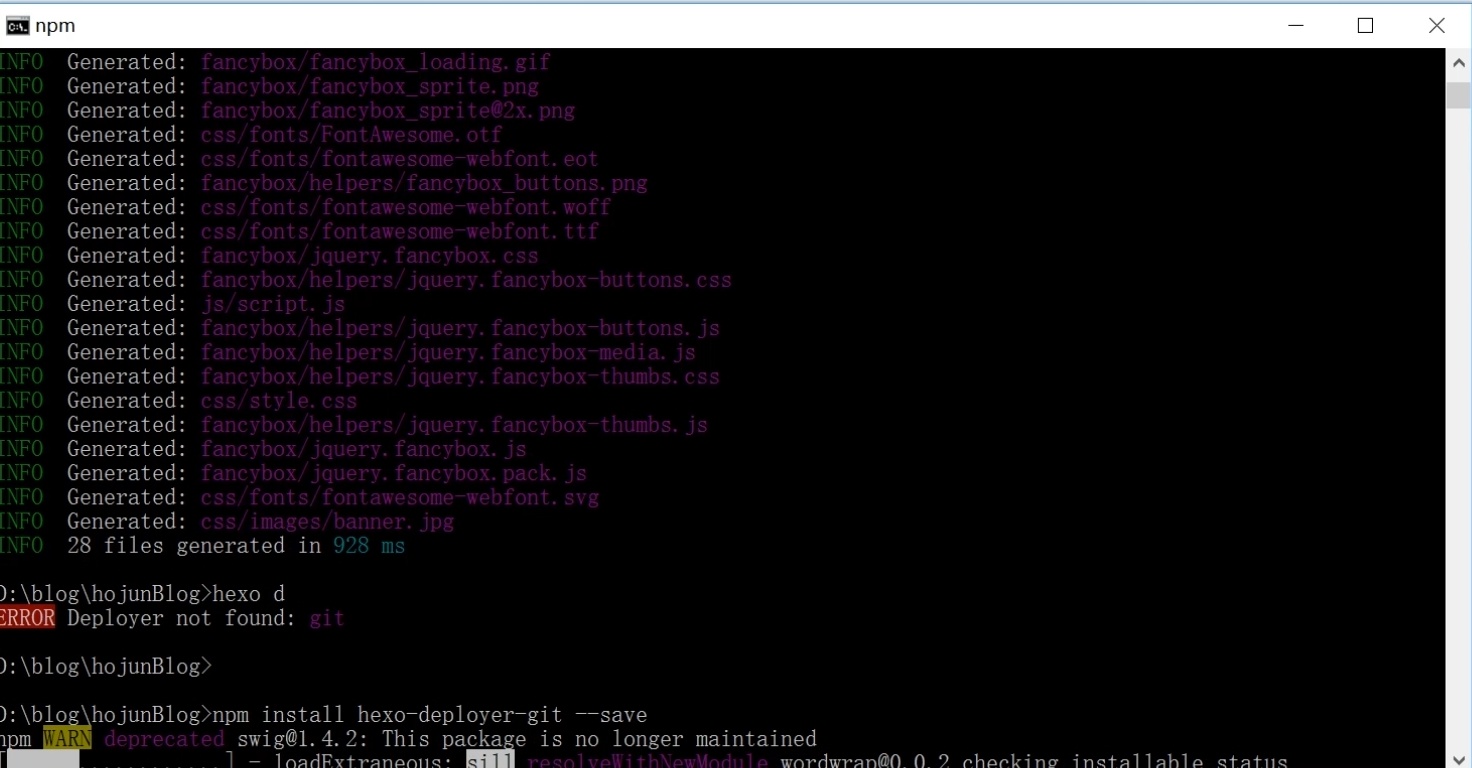 npm
INFO  Generated: fancybox/fancybox_loading.gif
INFO  Generated: fancybox/fancybox_sprite.png
INFO  Generated: fancybox/fancybox_sprite@2x.png
INFO  Generated: css/fonts/FontAwesome.otf
INFO  Generated: css/fonts/fontawesome-webfont.eot
INFO  Generated: fancybox/helpers/fancybox_buttons.png
INFO  Generated: css/fonts/fontawesome-webfont.woff
INFO  Generated: css/fonts/fontawesome-webfont.ttf
INFO  Generated: fancybox/jquery.fancybox.css
INFO  Generated: fancybox/helpers/jquery.fancybox-buttons.css
INFO  Generated: js/script.js
INFO  Generated: fancybox/helpers/jquery.fancybox-buttons.js
INFO  Generated: fancybox/helpers/jquery.fancybox-media.js
INFO  Generated: fancybox/helpers/jquery.fancybox-thumbs.css
INFO  Generated: css/style.css
INFO  Generated: fancybox/helpers/jquery.fancybox-thumbs.js
INFO  Generated: fancybox/jquery.fancybox.js
INFO  Generated: fancybox/jquery.fancybox.pack.js
INFO  Generated: css/fonts/fontawesome-webfont.svg
INFO  Generated: css/images/banner.jpg
INFO  28 files generated in 928 ms
D:\blog\hojunBlog>hexo d
ERROR Deployer not found: git
D:\blog\hojunBlog>
D:\blog\hojunBlog>npm install hexo-deployer-git --save
npm WARN deprecated swig@1.4.2: This package is no longer maintained
[      ............] - loadExtraneous: sill resolveWithNewModule wordwrap@0.0.2 checking installable status